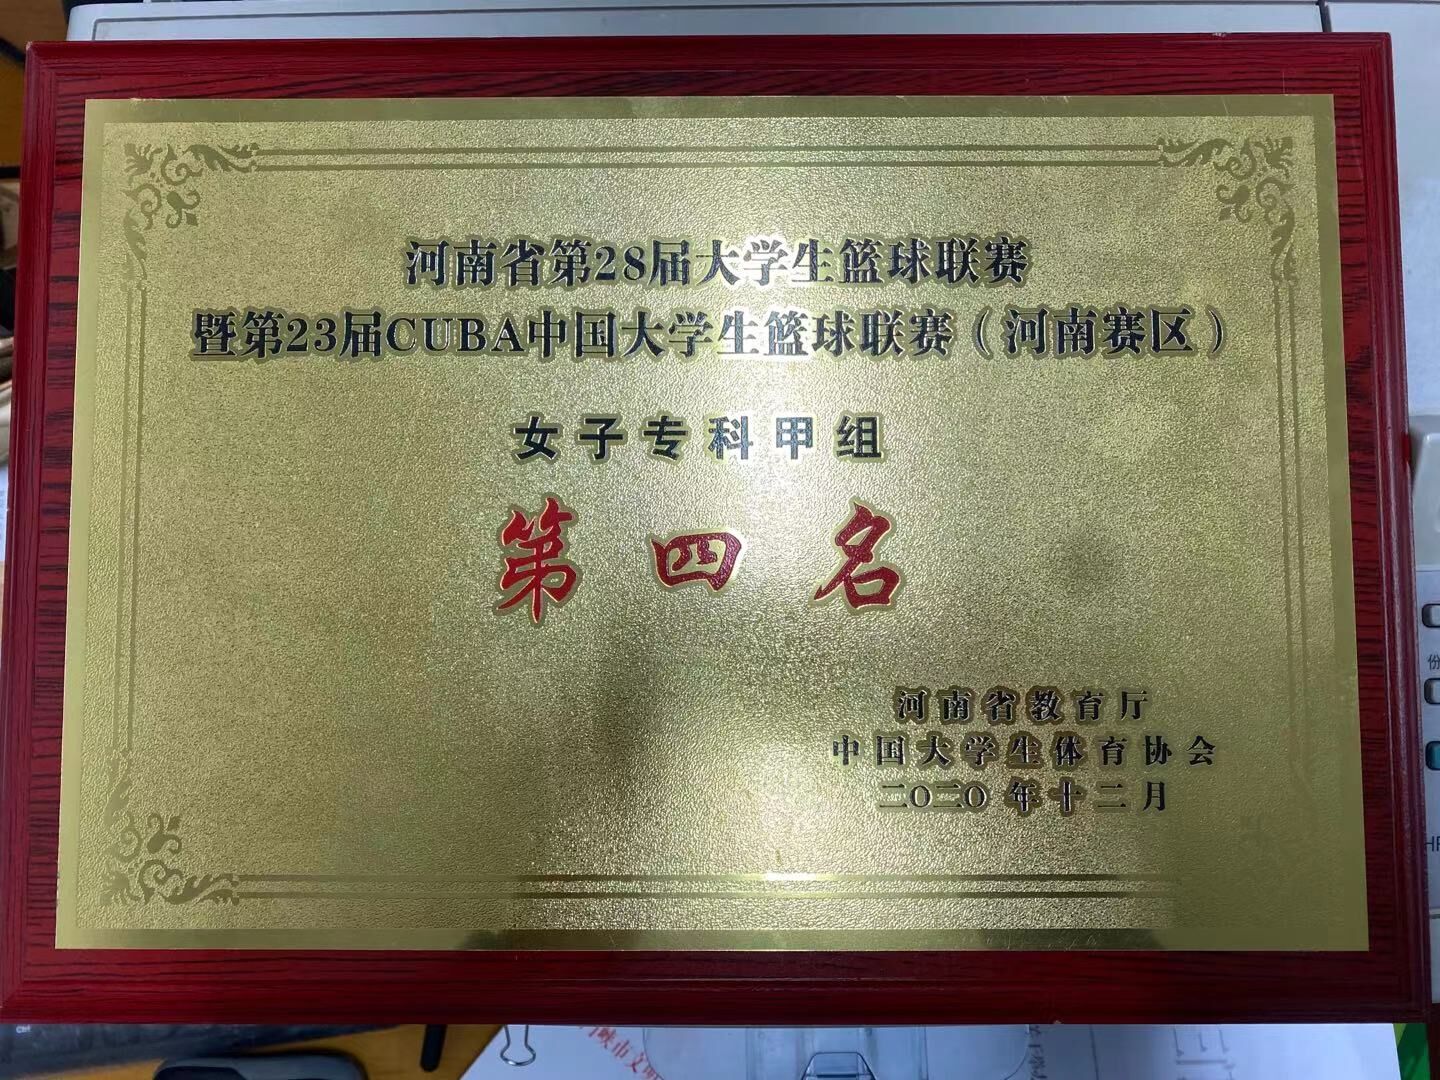 河南省第28届大学生篮球联赛
暨第23届CUBA中国大学生篮球联赛（河南赛区）
女子专科甲组
第四名
河南省教育厅
中国大学生体育协会
二〇二〇年十二月
份